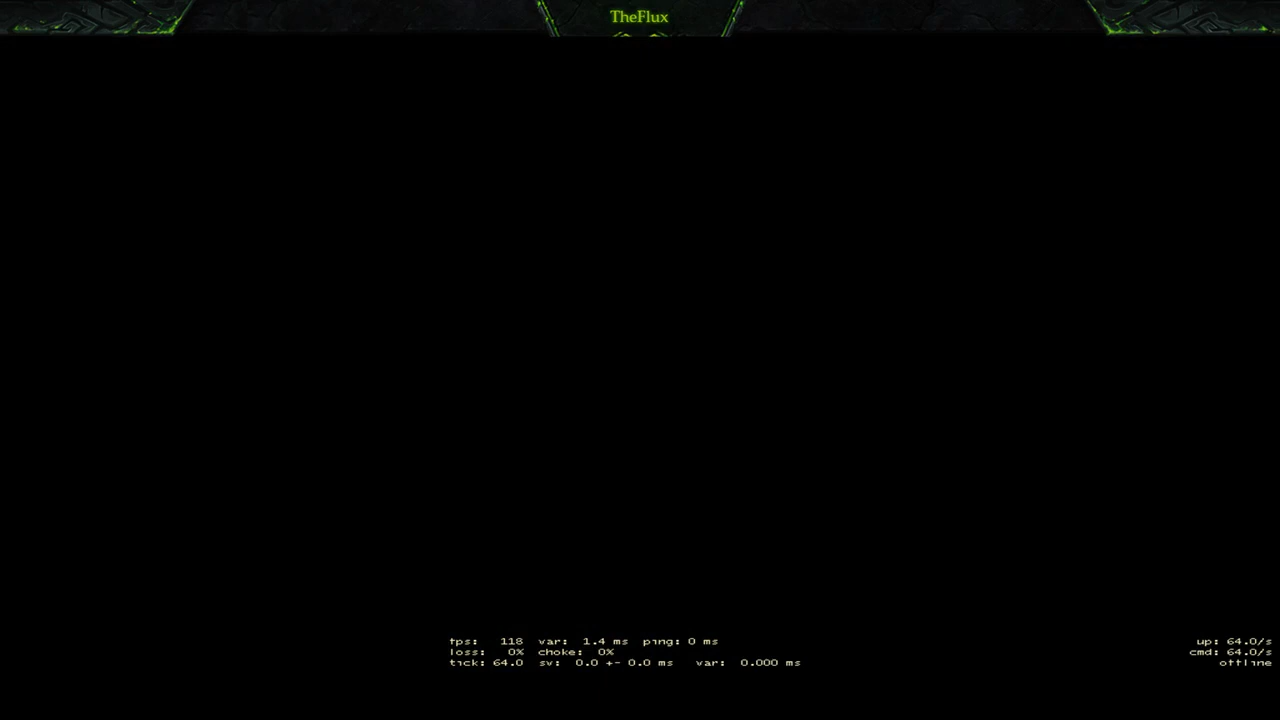 TheFlux
fps: 118 var: 1.4 ms ping: 0 ms
loss: 0% choke: 0%
tick: 64.0 sv: 0.0 +- 0.0 ms var: 0.000 ms
up: 64.0/s
cmd: 64.0/s
offline